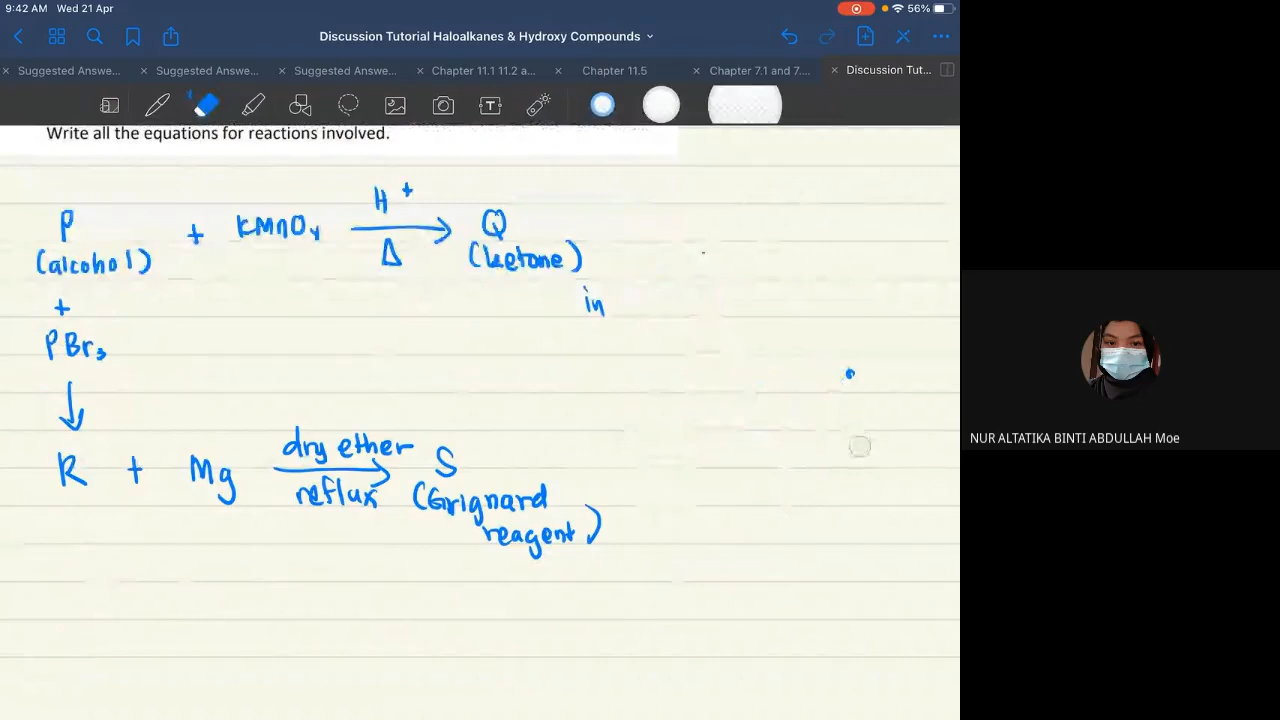 9:42 AM Wed 21 Apr
56%
Discussion Tutorial Haloalkanes & Hydroxy Compounds
Suggested Answe...
Suggested Answe...
Suggested Answe...
Chapter 11.1 11.2 a...
Chapter 11.5
Chapter 7.1 and 7....
Discussion Tut...
Write all the equations for reactions involved.
H+
P + KMnO4 → Q
Δ
(alcohol) (ketone)
+ in
PBr3
↓
dry ether
R + Mg → S
reflux (Grignard
reagent)
NUR ALTATIKA BINTI ABDULLAH Moe